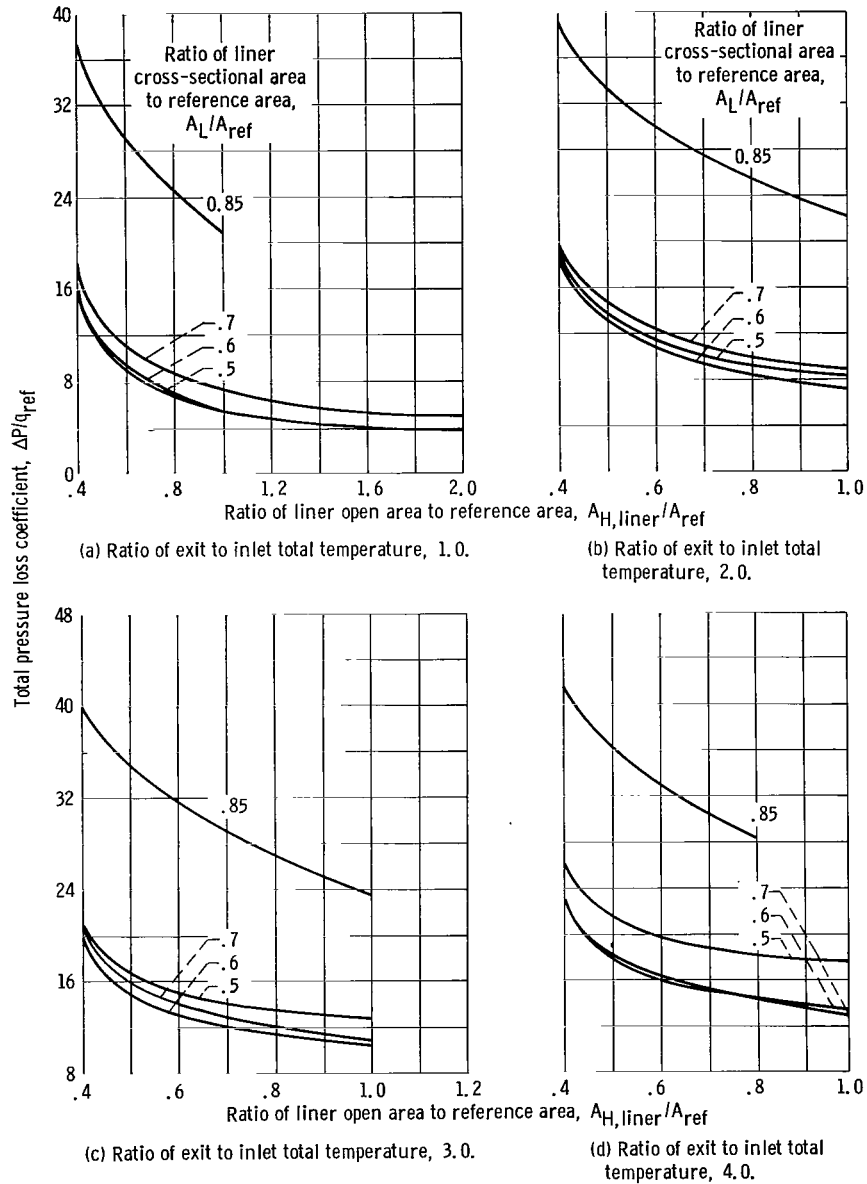 40
32
24
16
8
0
Ratio of liner
cross-sectional area
to reference area,
A_L/A_ref
0.85
.7
.6
.5
.4 .8 1.2 1.6 2.0
Ratio of liner
cross-sectional area
to reference area,
A_L/A_ref
0.85
.7
.6
.5
.4 .6 .8 1.0
Ratio of liner open area to reference area, A_H,liner/A_ref
(a) Ratio of exit to inlet total temperature, 1.0.
(b) Ratio of exit to inlet total
temperature, 2.0.
Total pressure loss coefficient, ΔP/q_ref
48
40
32
24
16
8
.85
.7
.6
.5
.4 .6 .8 1.0 1.2
.85
.7
.6
.5
.4 .6 .8 1.0
Ratio of liner open area to reference area, A_H,liner/A_ref
(c) Ratio of exit to inlet total temperature, 3.0.
(d) Ratio of exit to inlet total
temperature, 4.0.